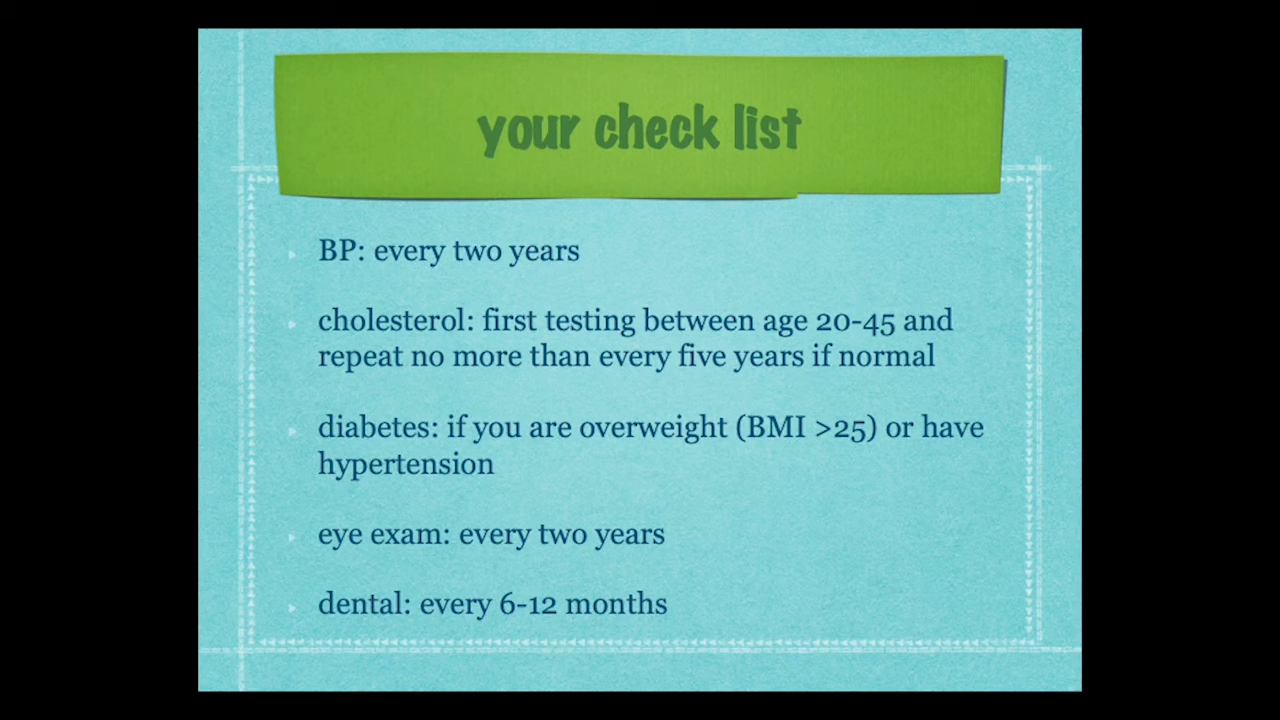 your check list
BP: every two years
cholesterol: first testing between age 20-45 and
repeat no more than every five years if normal
diabetes: if you are overweight (BMI >25) or have
hypertension
eye exam: every two years
dental: every 6-12 months